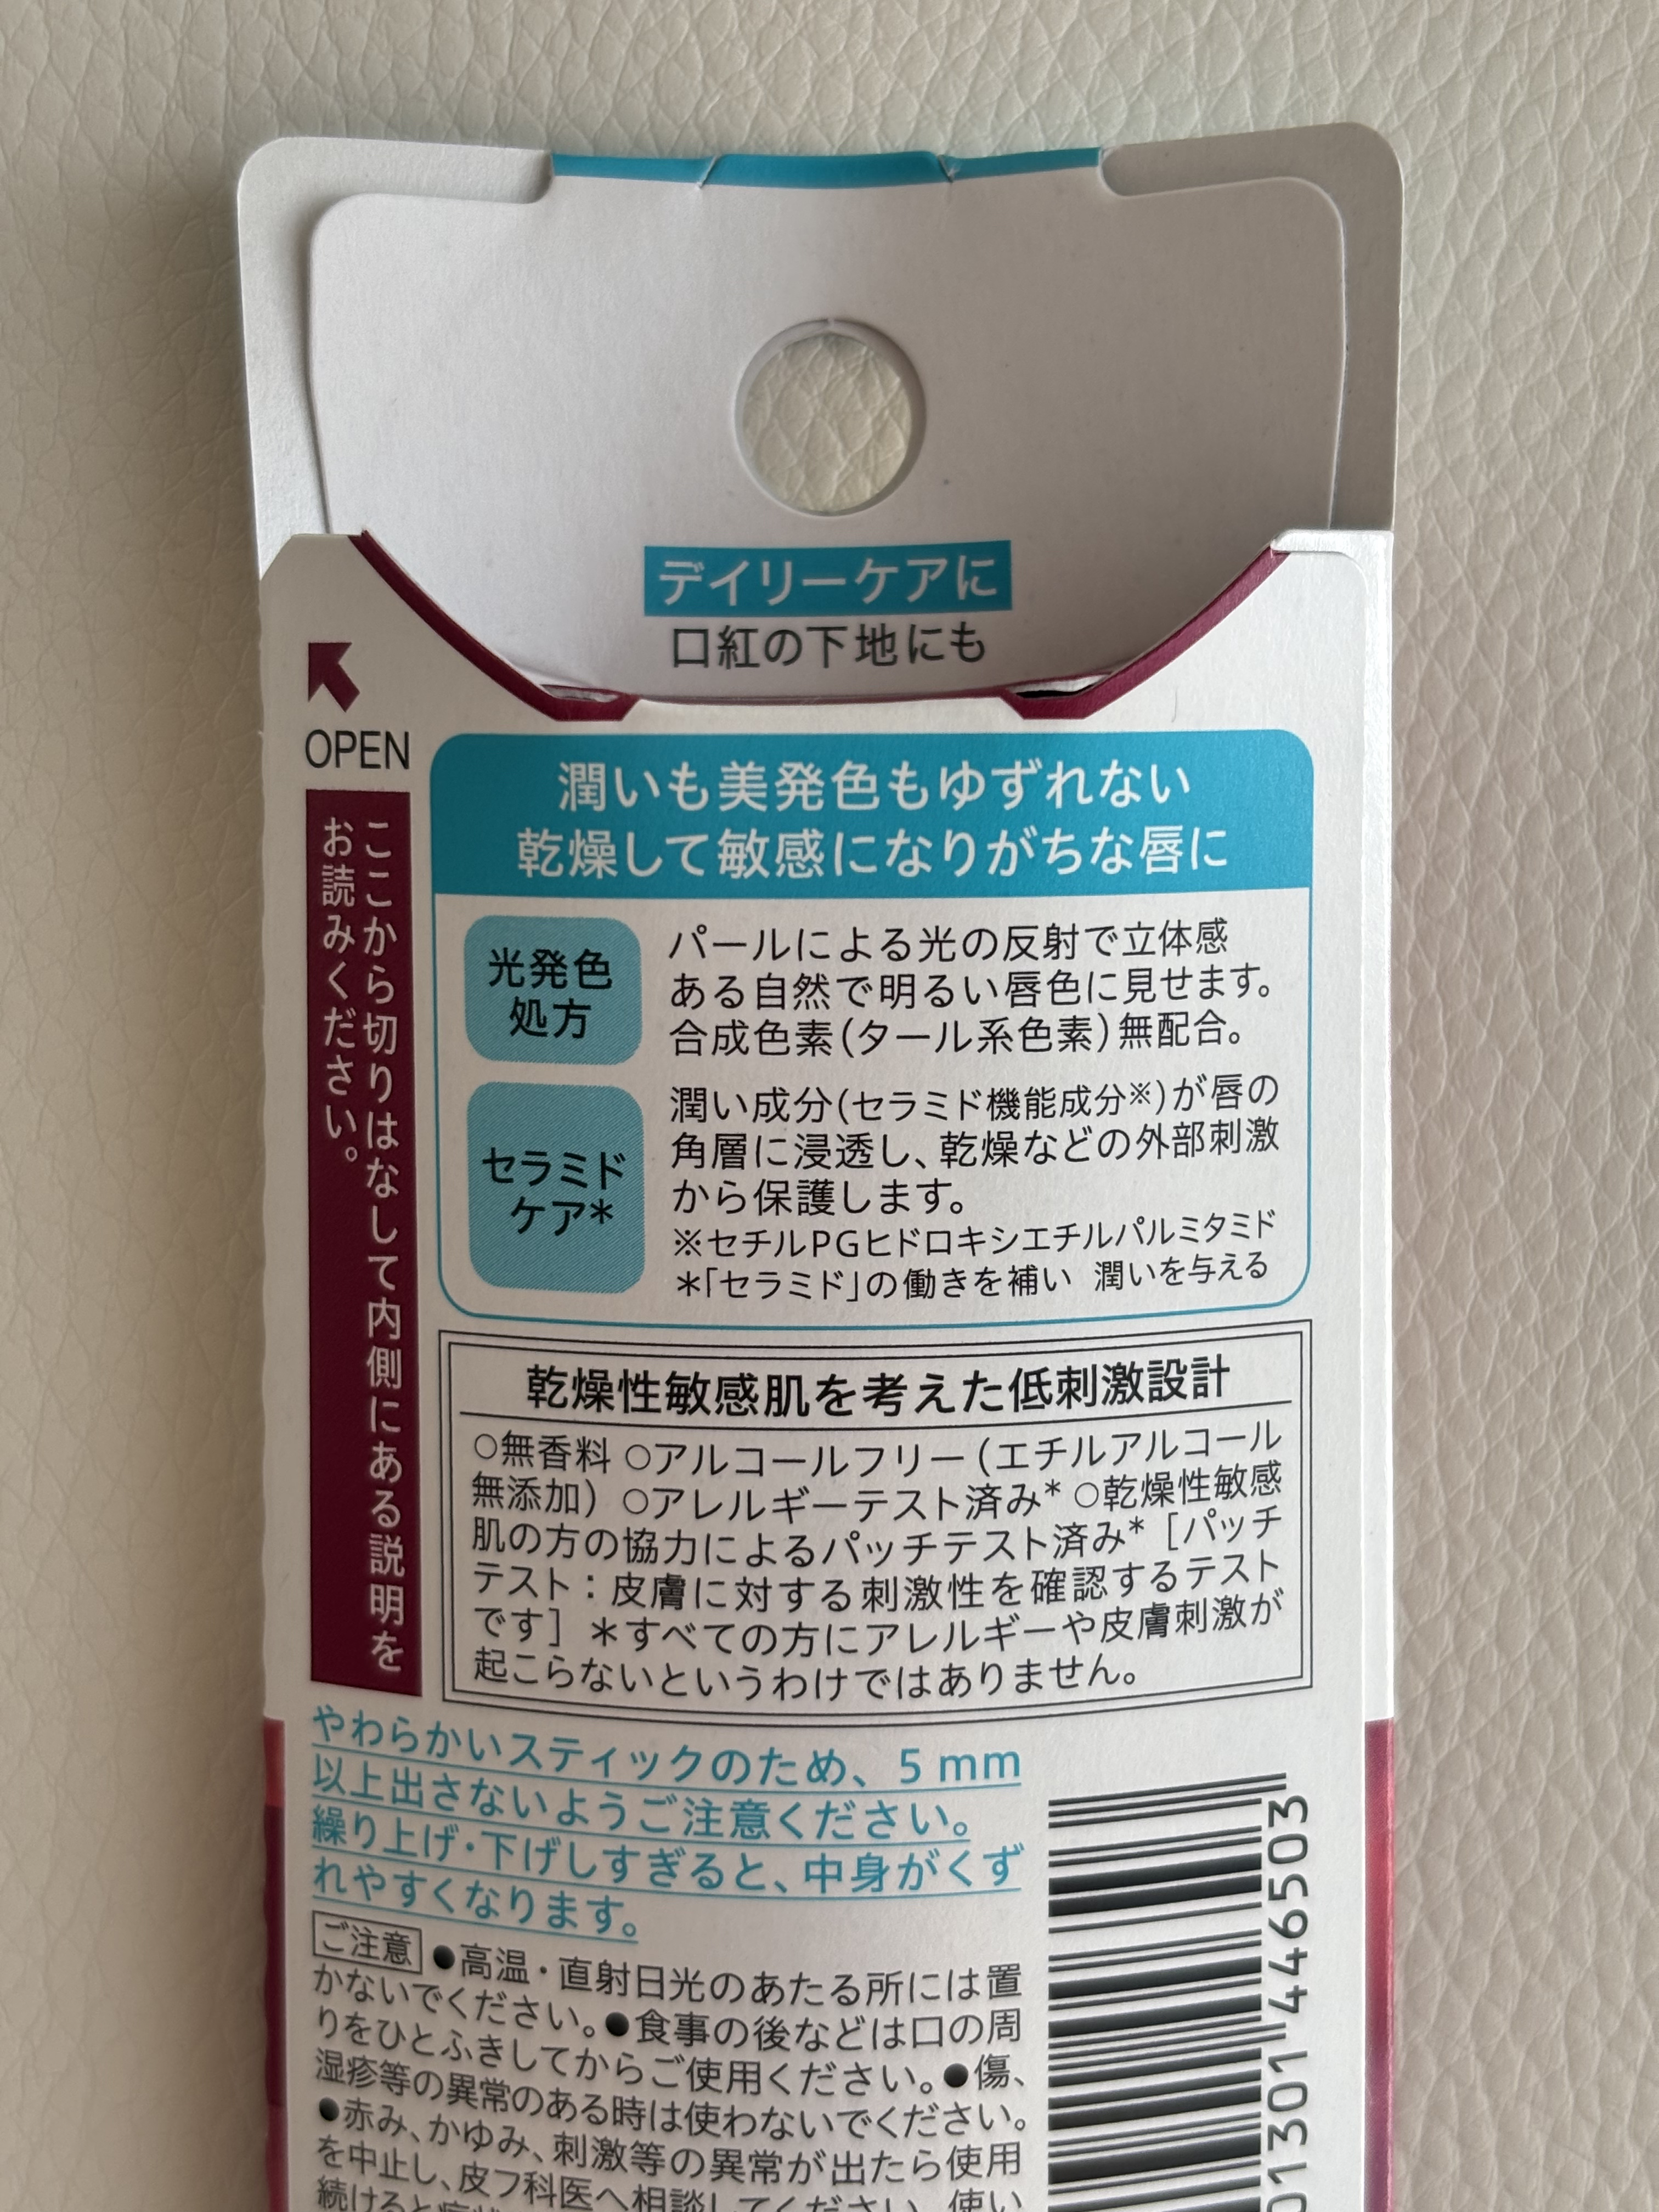 デイリーケアに
口紅の下地にも
OPEN
ここから切りはなして内側にある説明を
お読みください。
潤いも美発色もゆずれない
乾燥して敏感になりがちな唇に
光発色
処方
パールによる光の反射で立体感
ある自然で明るい唇色に見せます。
合成色素(タール系色素)無配合。
セラミド
ケア*
潤い成分(セラミド機能成分※)が唇の
角層に浸透し、乾燥などの外部刺激
から保護します。
※セチルPGヒドロキシエチルパルミタミド
*「セラミド」の働きを補い 潤いを与える
乾燥性敏感肌を考えた低刺激設計
○無香料 ○アルコールフリー(エチルアルコール
無添加) ○アレルギーテスト済み* ○乾燥性敏感
肌の方の協力によるパッチテスト済み* [パッチ
テスト:皮膚に対する刺激性を確認するテスト
です] *すべての方にアレルギーや皮膚刺激が
起こらないというわけではありません。
やわらかいスティックのため、5 mm
以上出さないようご注意ください。
繰り上げ・下げしすぎると、中身がくず
れやすくなります。
ご注意 ●高温・直射日光のあたる所には置
かないでください。●食事の後などは口の周
りをひとふきしてからご使用ください。●傷、
湿疹等の異常のある時は使わないでください。
●赤み、かゆみ、刺激等の異常が出たら使用
を中止し、皮フ科医へ相談してください。使い
続けると症状
01301 446503